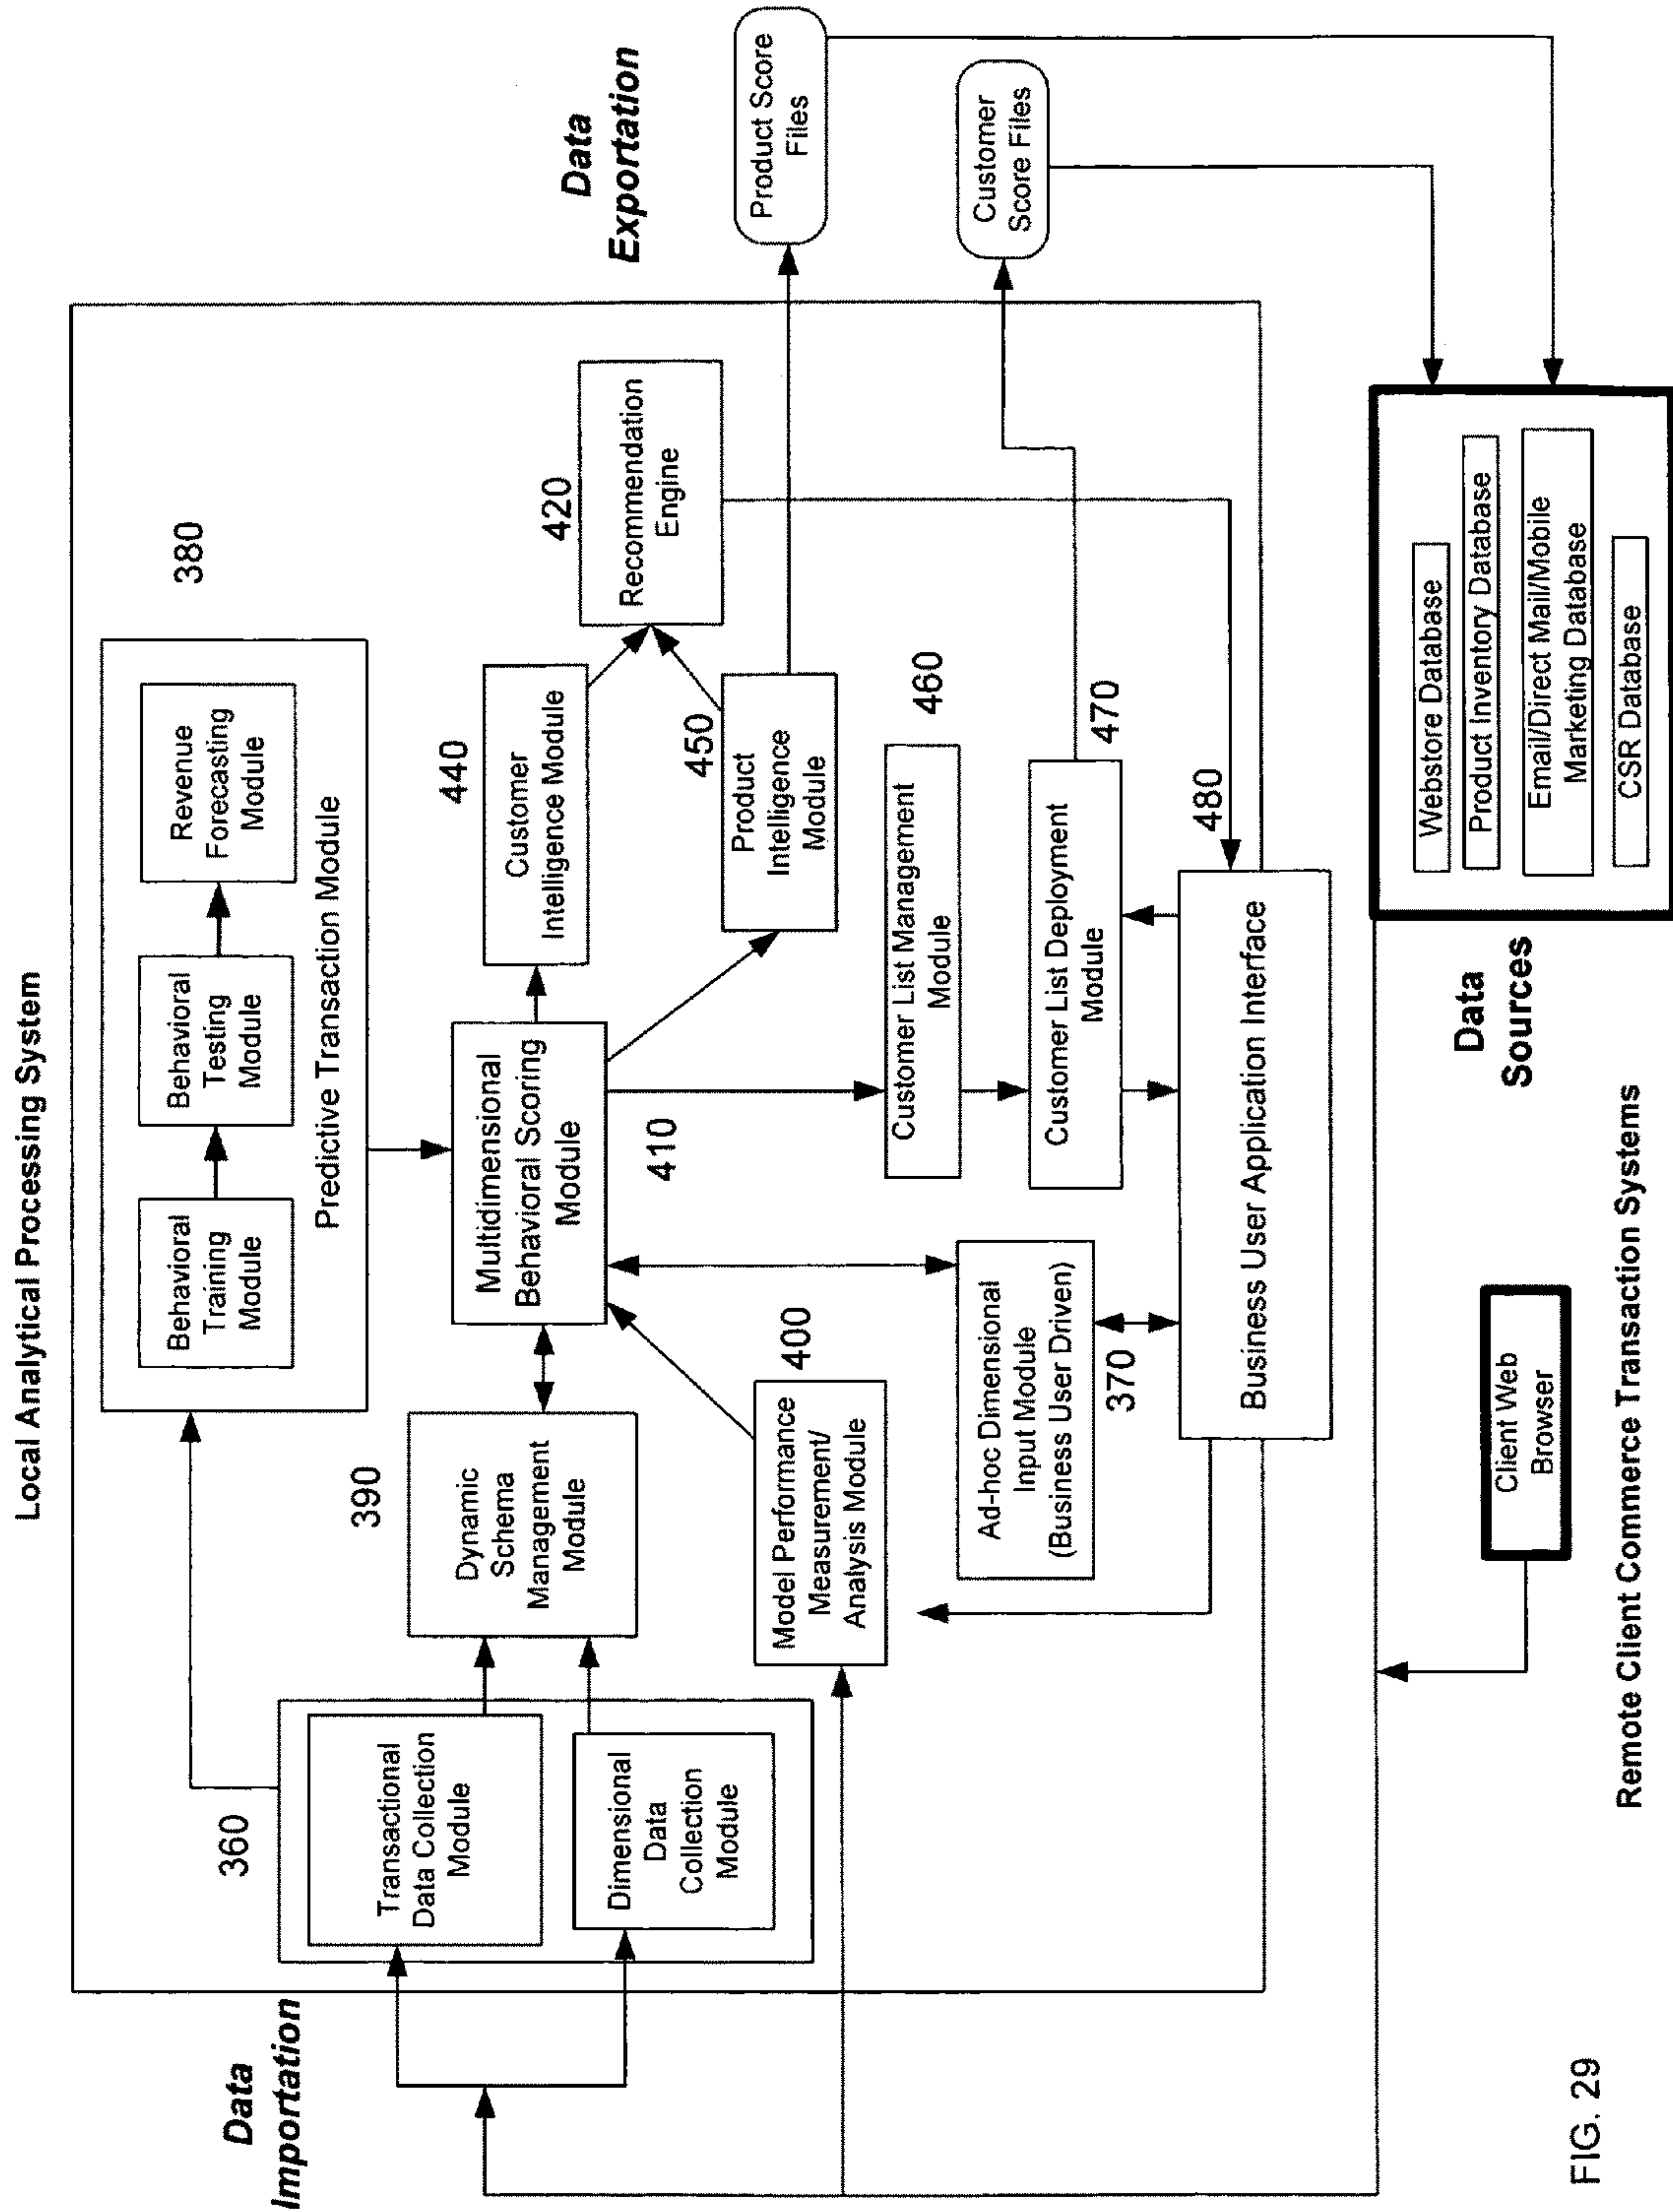 Local Analytical Processing System
Data
Importation
360
Transactional
Data Collection
Module
Dimensional
Data
Collection
Module
Behavioral
Training
Module
Behavioral
Testing
Module
Revenue
Forecasting
Module
Predictive Transaction Module
380
390
Dynamic
Schema
Management
Module
Multidimensional
Behavioral Scoring
Module
410
440
Customer
Intelligence Module
450
Product
Intelligence
Module
420
Recommendation
Engine
Data
Exportation
Product Score
Files
Customer
Score Files
400
Model Performance
Measurement/
Analysis Module
Ad-hoc Dimensional
Input Module
(Business User Driven)
370
Customer List Management
Module
460
Customer List Deployment
Module
470
480
Business User Application Interface
Data
Sources
Webstore Database
Product Inventory Database
Email/Direct Mail/Mobile
Marketing Database
CSR Database
Client Web
Browser
Remote Client Commerce Transaction Systems
FIG. 29